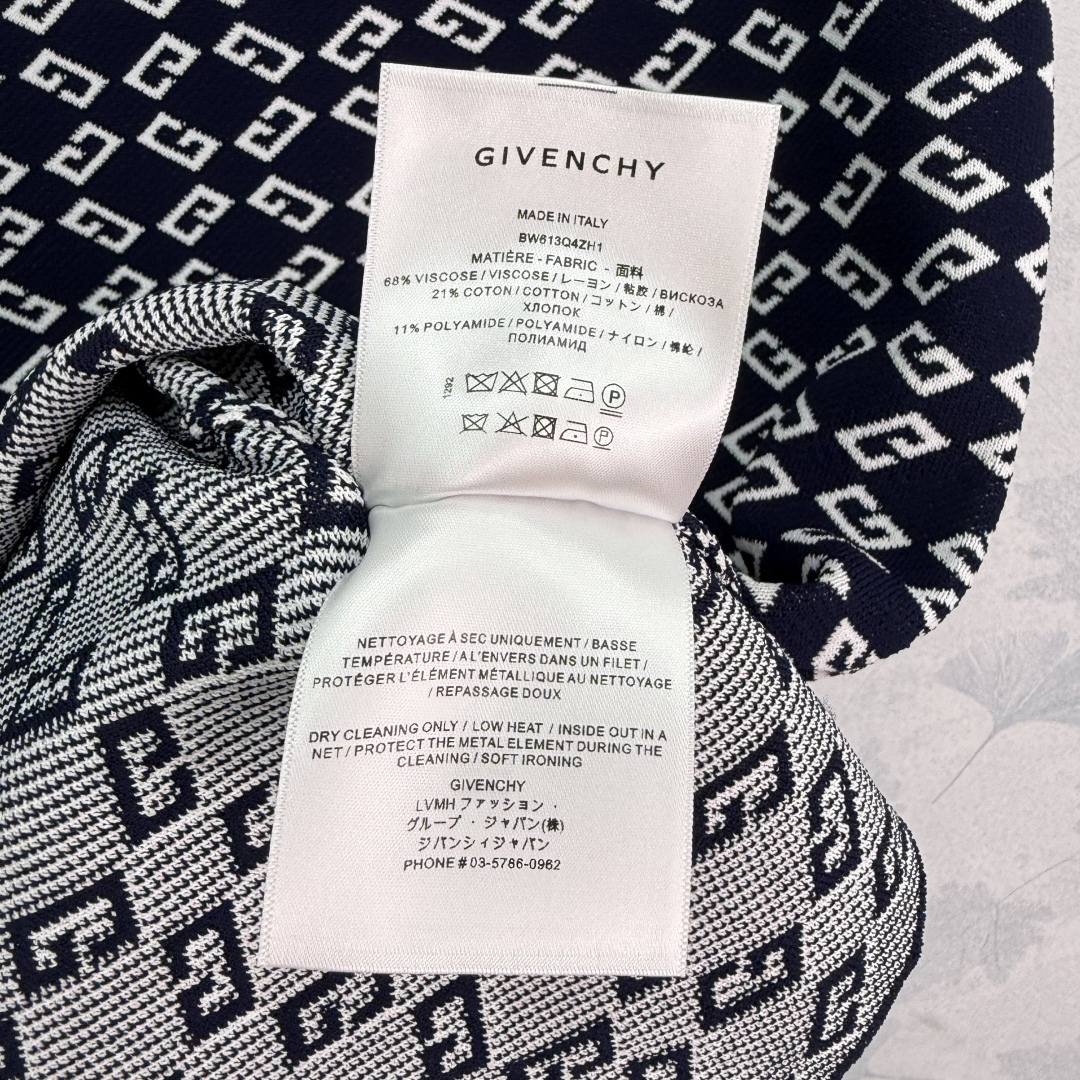 GIVENCHY
MADE IN ITALY
BW613Q4ZH1
MATIÈRE - FABRIC - 面料
68% VISCOSE / VISCOSE / レーヨン / 粘胶 / ВИСКОЗА
21% COTON / COTTON / コットン / 棉 /
ХЛОПОК
11% POLYAMIDE / POLYAMIDE / ナイロン / 锦纶 /
ПОЛИАМИД
1292
P
P
NETTOYAGE À SEC UNIQUEMENT / BASSE
TEMPÉRATURE / A L'ENVERS DANS UN FILET /
PROTÉGER L'ÉLÉMENT MÉTALLIQUE AU NETTOYAGE
/ REPASSAGE DOUX
DRY CLEANING ONLY / LOW HEAT / INSIDE OUT IN A
NET / PROTECT THE METAL ELEMENT DURING THE
CLEANING / SOFT IRONING
GIVENCHY
LVMH ファッション ·
グループ · ジャパン(株)
ジバンシィジャパン
PHONE # 03-5786-0962